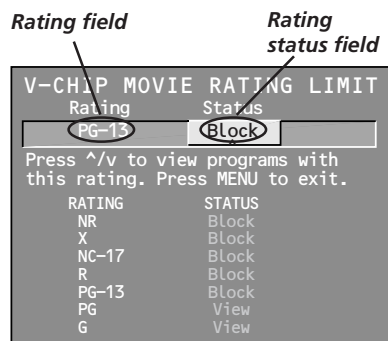 Rating field
Rating
status field
V-CHIP MOVIE RATING LIMIT
Rating Status
PG-13 Block
Press ^/v to view programs with
this rating. Press MENU to exit.
RATING STATUS
NR Block
X Block
NC-17 Block
R Block
PG-13 Block
PG View
G View